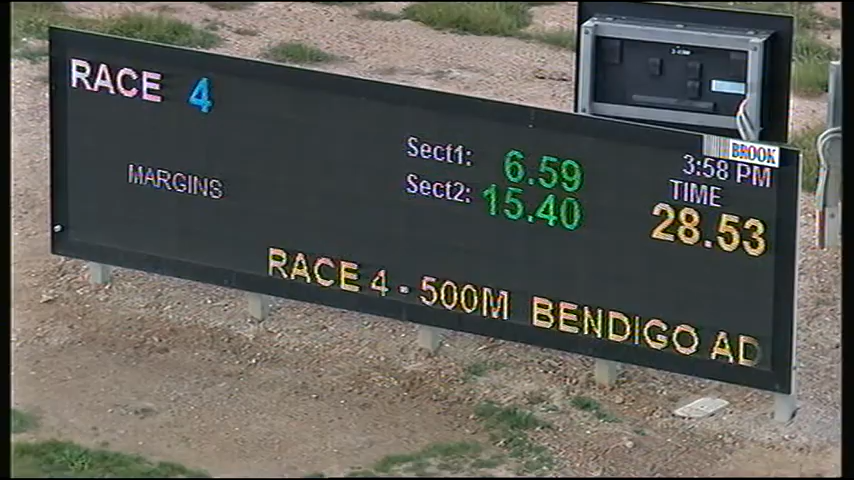 RACE 4
BROOK
3:58 PM
Sect1: 6.59
TIME
MARGINS
Sect2: 15.40
28.53
RACE 4 - 500M BENDIGO AD